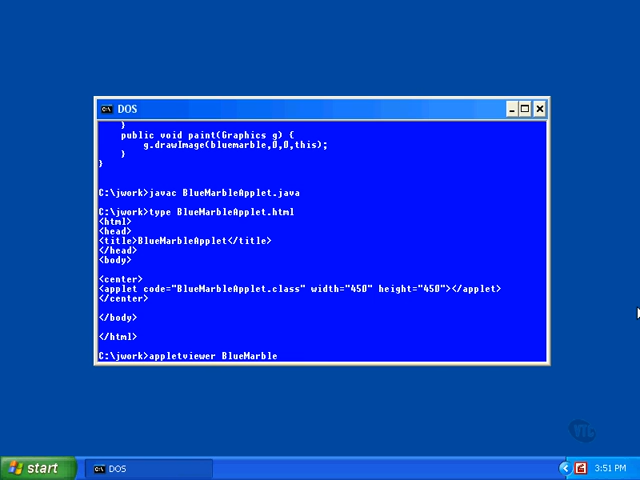 DOS
}
public void paint(Graphics g) {
g.drawImage(bluemarble,0,0,this);
}
}
C:\jwork>javac BlueMarbleApplet.java
C:\jwork>type BlueMarbleApplet.html
<html>
<head>
<title>BlueMarbleApplet</title>
</head>
<body>
<center>
<applet code="BlueMarbleApplet.class" width="450" height="450"></applet>
</center>
</body>
</html>
C:\jwork>appletviewer BlueMarble
VTC
start
DOS
3:51 PM